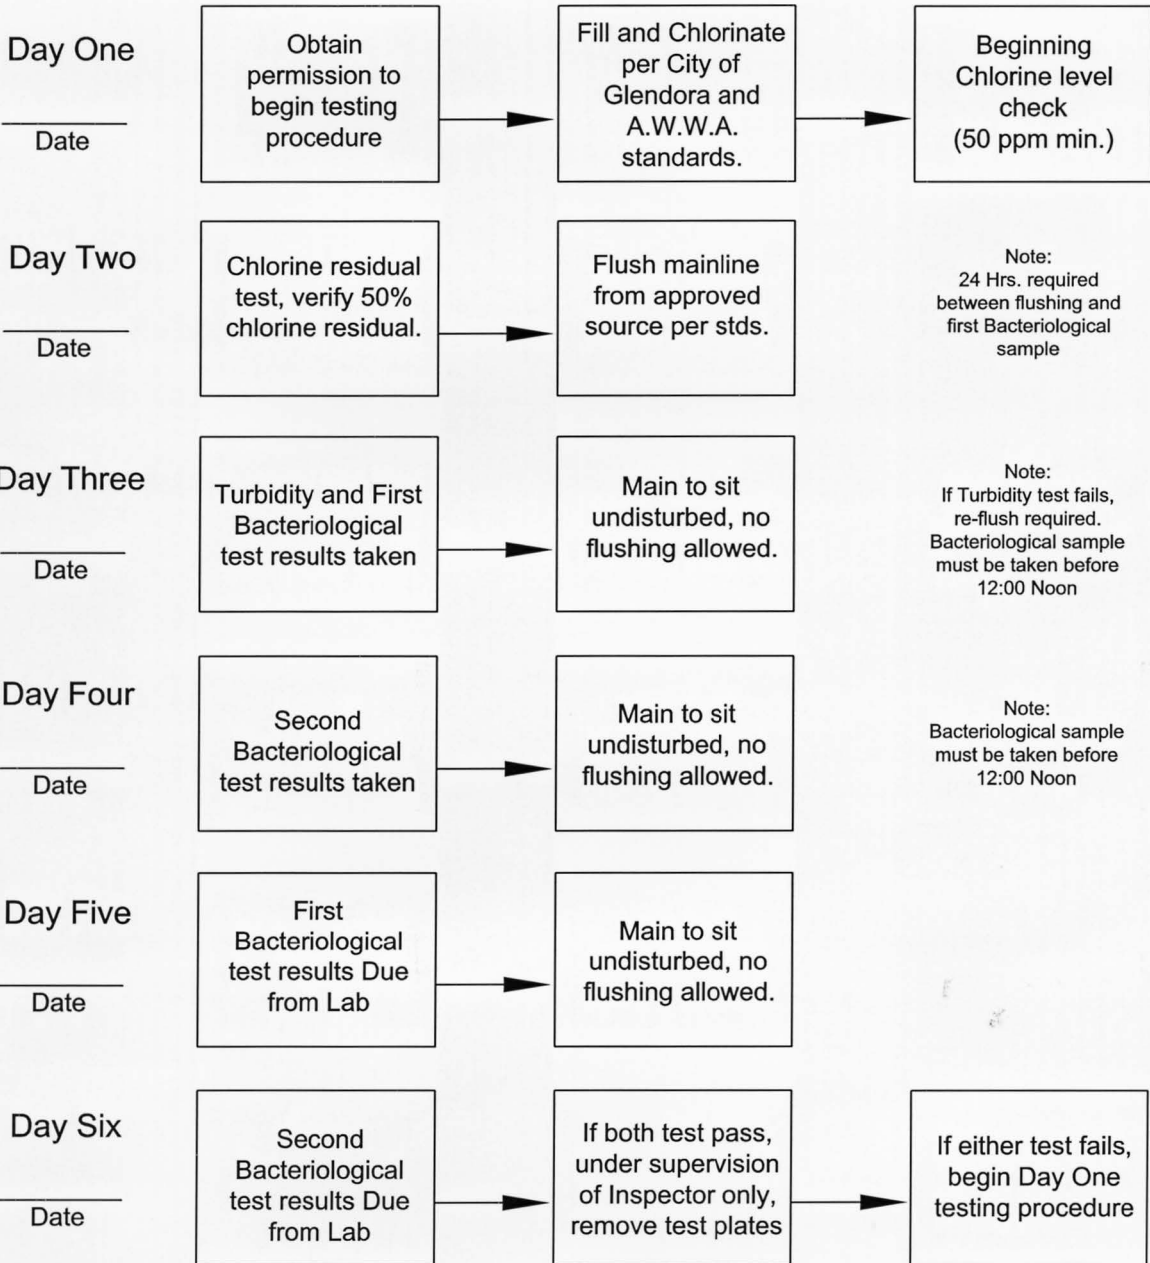 Day One
Date
Obtain
permission to
begin testing
procedure
Fill and Chlorinate
per City of
Glendora and
A.W.W.A.
standards.
Beginning
Chlorine level
check
(50 ppm min.)
Day Two
Date
Chlorine residual
test, verify 50%
chlorine residual.
Flush mainline
from approved
source per stds.
Note:
24 Hrs. required
between flushing and
first Bacteriological
sample
Day Three
Date
Turbidity and First
Bacteriological
test results taken
Main to sit
undisturbed, no
flushing allowed.
Note:
If Turbidity test fails,
re-flush required.
Bacteriological sample
must be taken before
12:00 Noon
Day Four
Date
Second
Bacteriological
test results taken
Main to sit
undisturbed, no
flushing allowed.
Note:
Bacteriological sample
must be taken before
12:00 Noon
Day Five
Date
First
Bacteriological
test results Due
from Lab
Main to sit
undisturbed, no
flushing allowed.
Day Six
Date
Second
Bacteriological
test results Due
from Lab
If both test pass,
under supervision
of Inspector only,
remove test plates
If either test fails,
begin Day One
testing procedure